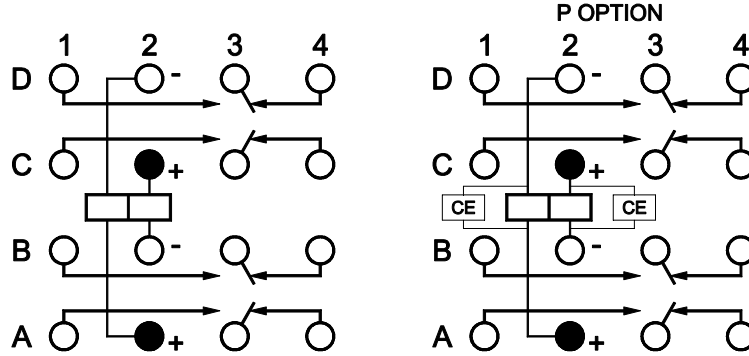 P OPTION
1 2 3 4 1 2 3 4
D - D -
C + C +
CE CE
B - B -
A + A +